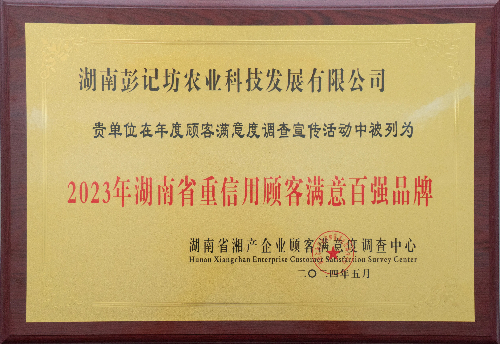 湖南彭记坊农业科技发展有限公司
贵单位在年度顾客满意度调查宣传活动中被列为
2023年湖南省重信用顾客满意百强品牌
湖南省湘产企业顾客满意度调查中心
Hunan Xiangchan Enterprise Customer Satisfaction Survey Center
二〇二四年五月